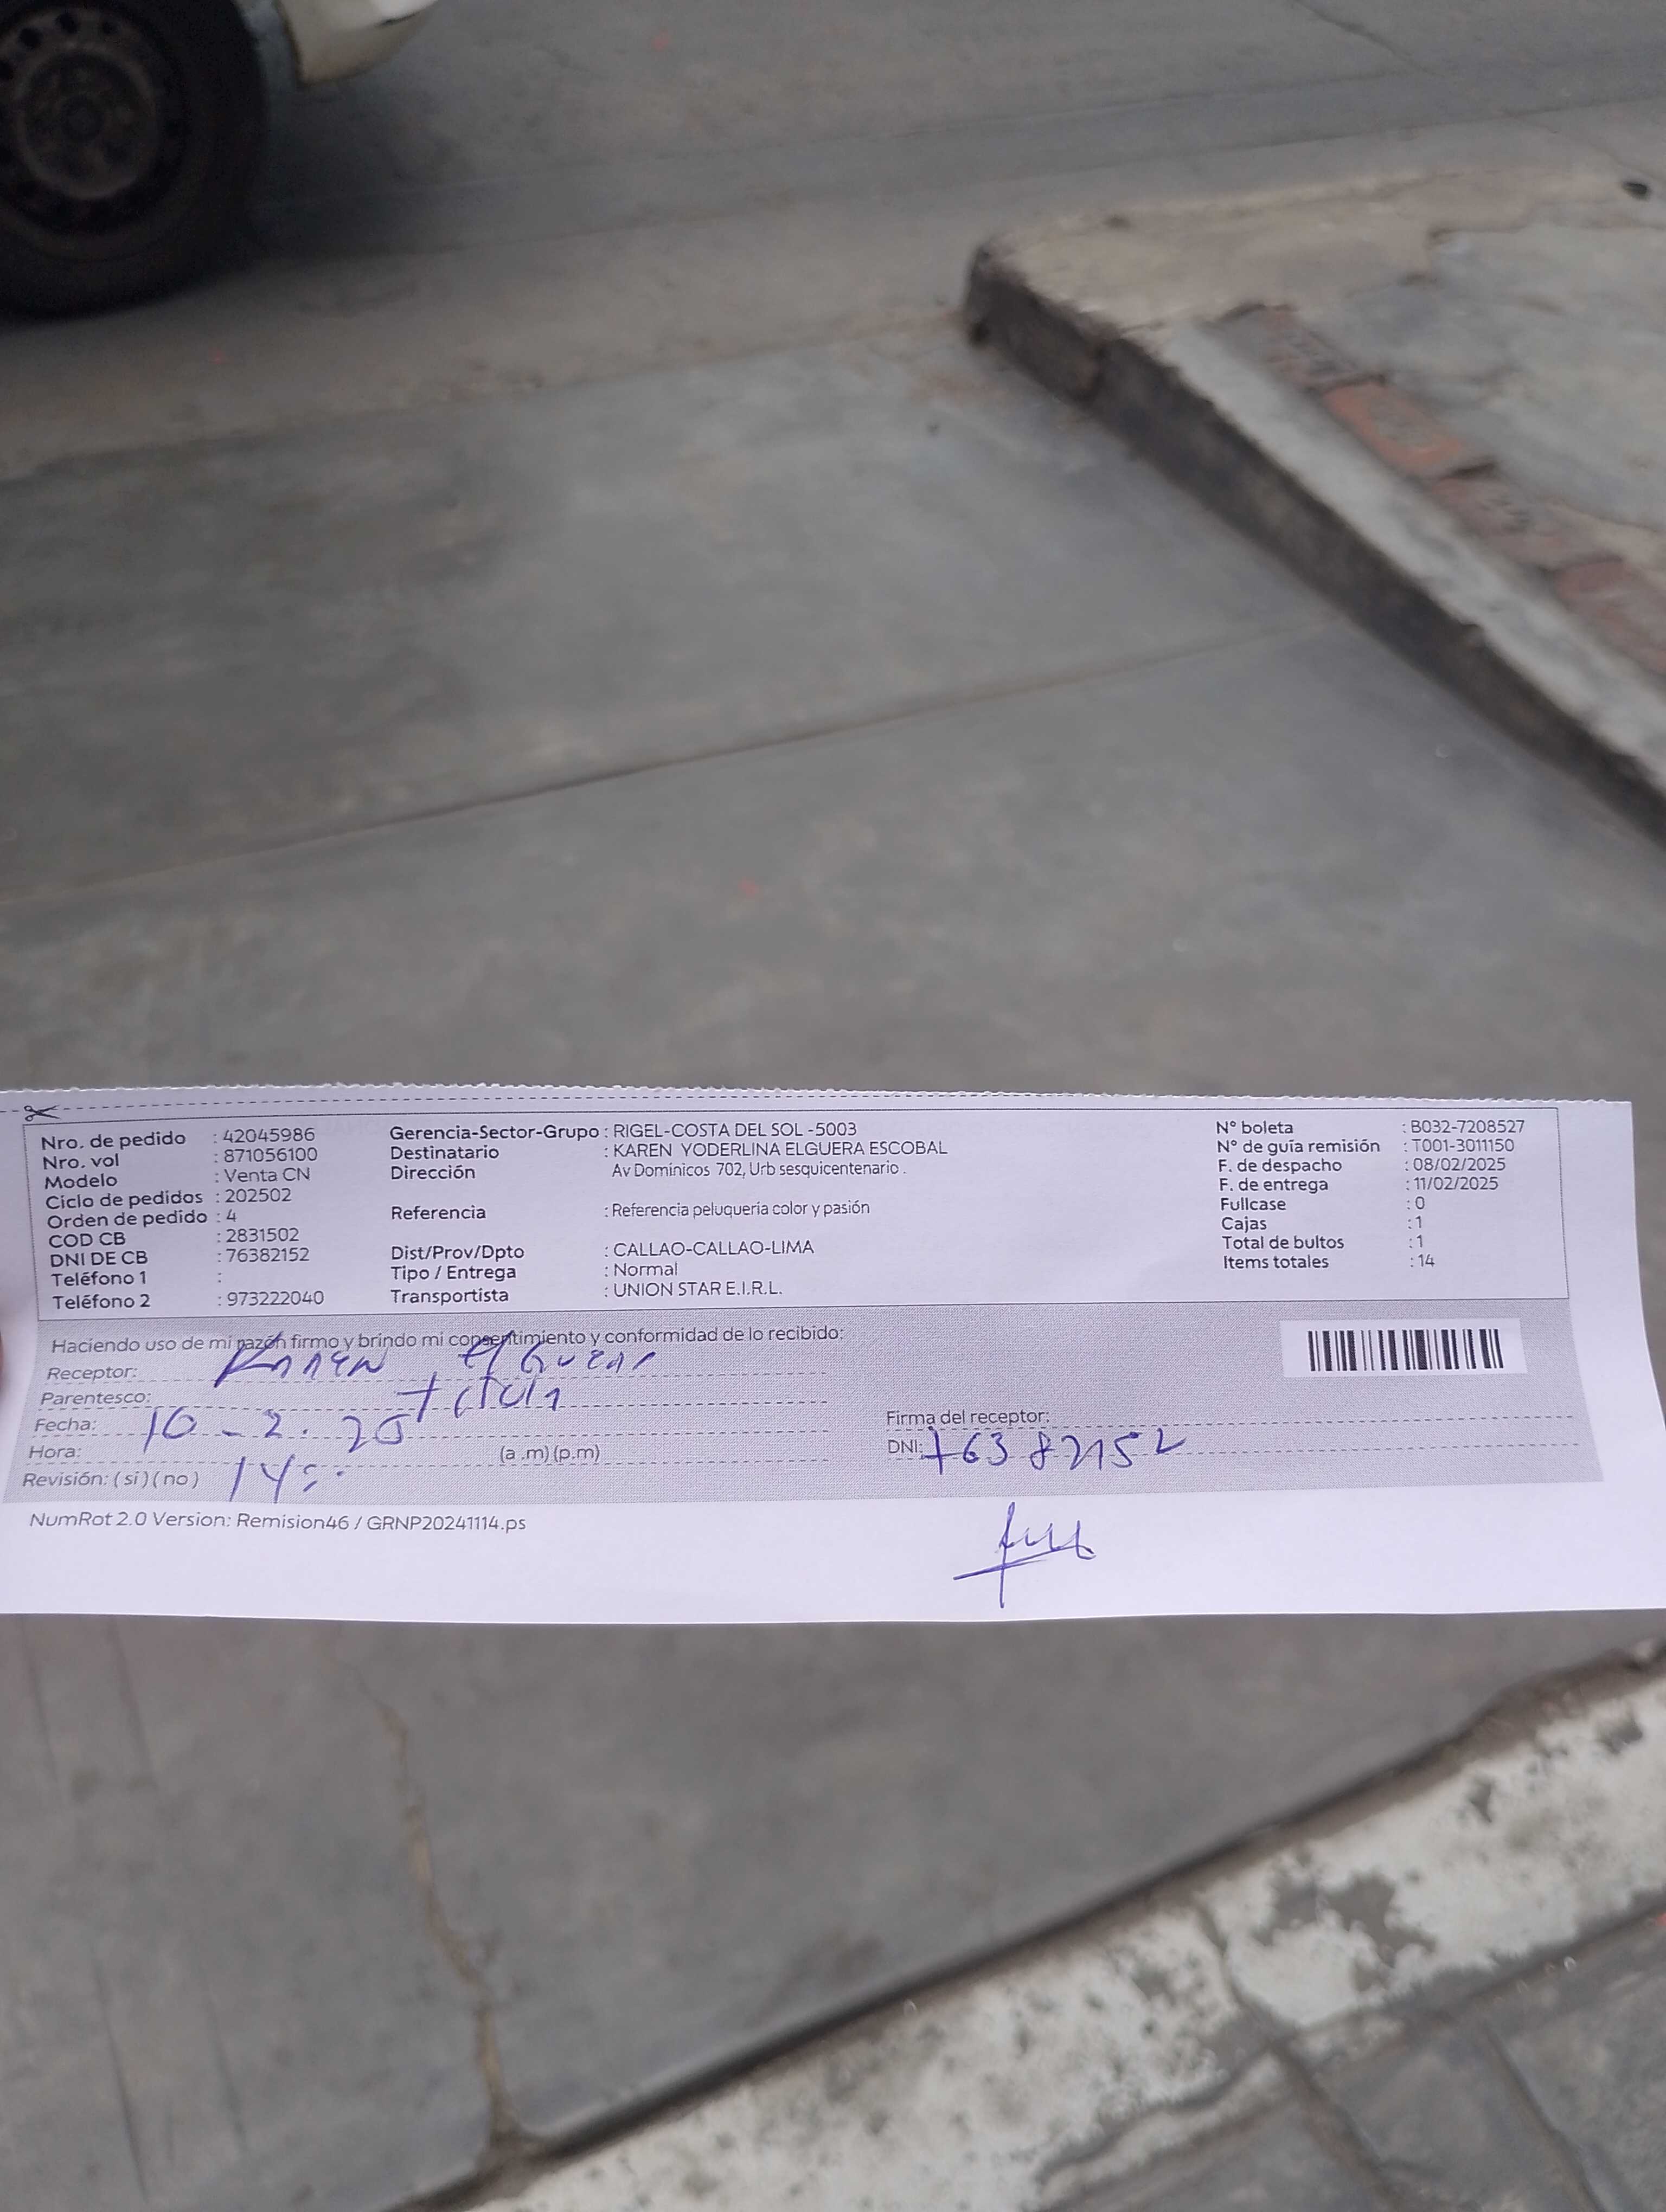 Nro. de pedido : 42045986
Nro. vol : 871056100
Modelo : Venta CN
Ciclo de pedidos : 202502
Orden de pedido : 4
COD CB : 2831502
DNI DE CB : 76382152
Teléfono 1 :
Teléfono 2 : 973222040
Gerencia-Sector-Grupo : RIGEL-COSTA DEL SOL -5003
Destinatario : KAREN YODERLINA ELGUERA ESCOBAL
Dirección Av Dominicos 702, Urb sesquicentenario .
Referencia : Referencia peluqueria color y pasión
Dist/Prov/Dpto : CALLAO-CALLAO-LIMA
Tipo / Entrega : Normal
Transportista : UNION STAR E.I.R.L.
N° boleta : B032-7208527
N° de guía remisión : T001-3011150
F. de despacho : 08/02/2025
F. de entrega : 11/02/2025
Fullcase : 0
Cajas : 1
Total de bultos : 1
Items totales : 14
Haciendo uso de mi razón firmo y brindo mi consentimiento y conformidad de lo recibido:
Receptor: Karen Elguera
Parentesco:
Fecha: 10-2.25
Hora: (a .m) (p.m)
Revisión: ( si ) ( no )
Firma del receptor:
DNI: 76382152
NumRot 2.0 Version: Remision46 / GRNP20241114.ps